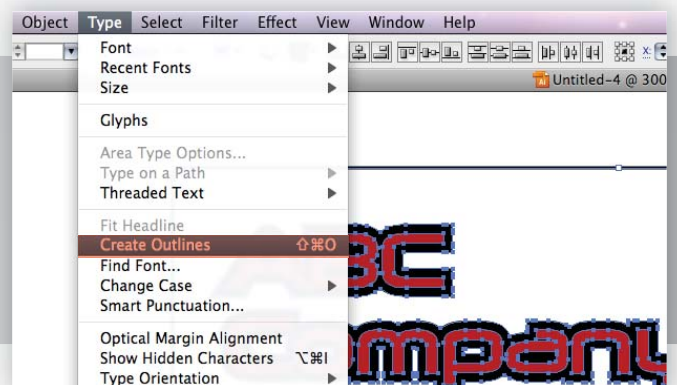 Object Type Select Filter Effect View Window Help
Font
Recent Fonts
Size
x:
Untitled-4 @ 300
Glyphs
Area Type Options...
Type on a Path
Threaded Text
Fit Headline
Create Outlines ⇧⌘O
Find Font...
Change Case
Smart Punctuation...
Optical Margin Alignment
Show Hidden Characters ⌥⌘I
Type Orientation
ABC
Company